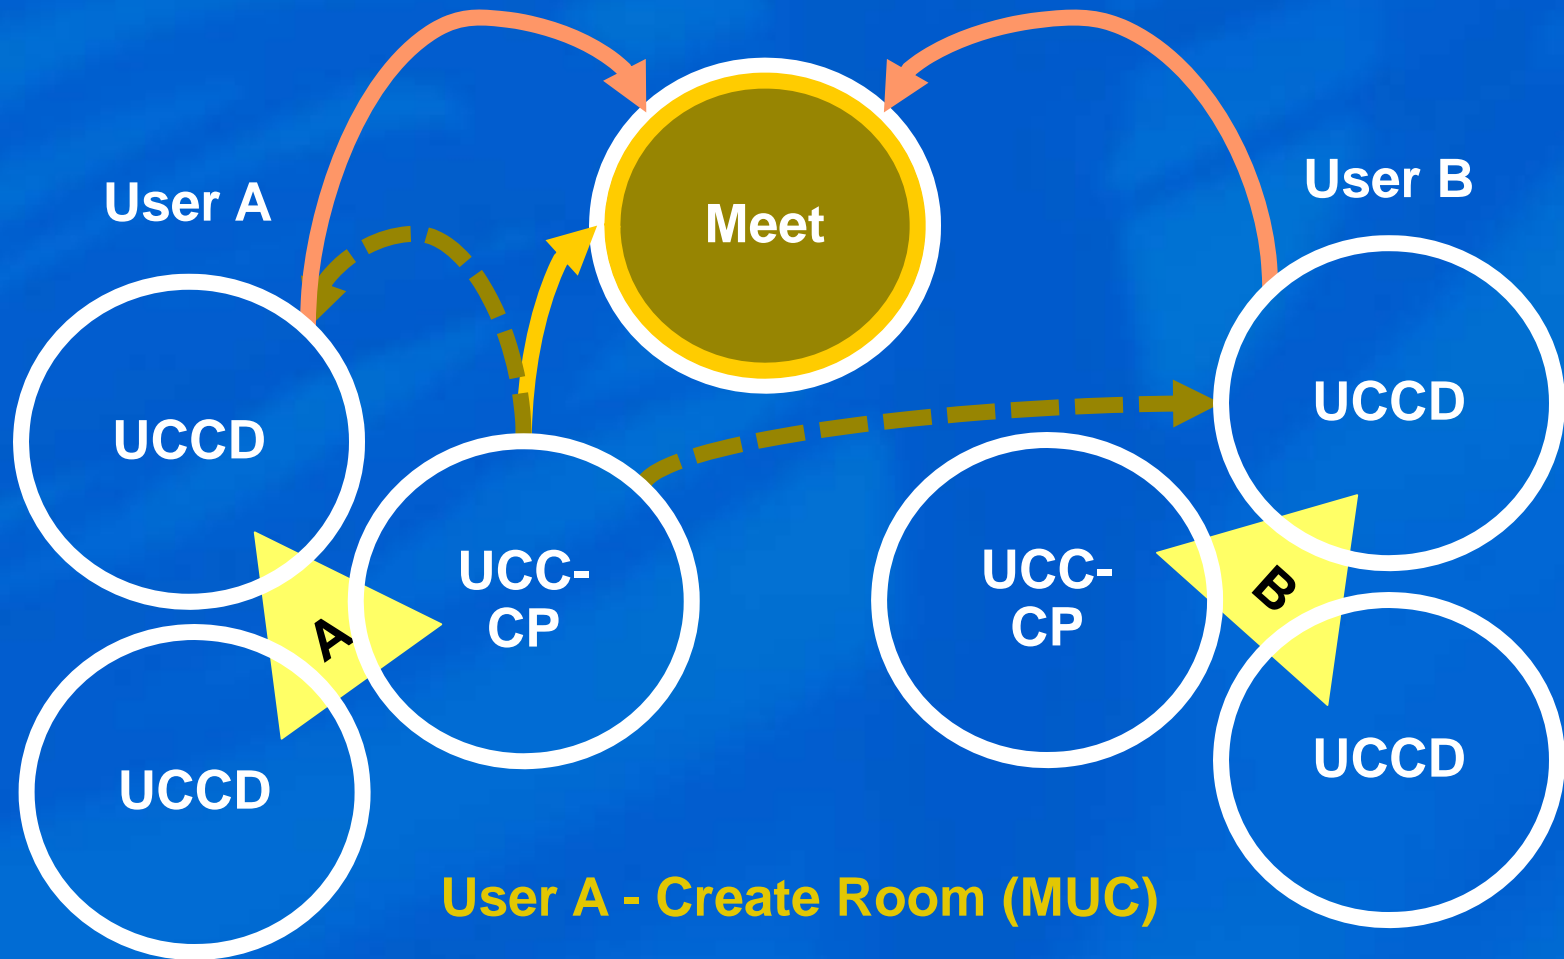 User A
User B
Meet
UCCD
UCCD
UCC-
CP
UCC-
CP
A
B
UCCD
UCCD
User A - Create Room (MUC)